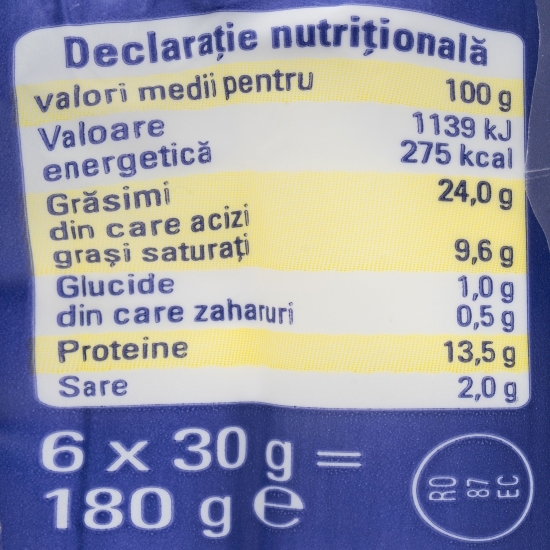 Declarație nutrițională
valori medii pentru 100 g
Valoare 1139 kJ
energetică 275 kcal
Grăsimi 24,0 g
din care acizi
grași saturați 9,6 g
Glucide 1,0 g
din care zaharuri 0,5 g
Proteine 13,5 g
Sare 2,0 g
6 x 30 g =
180 g ℮
RO
87
EC